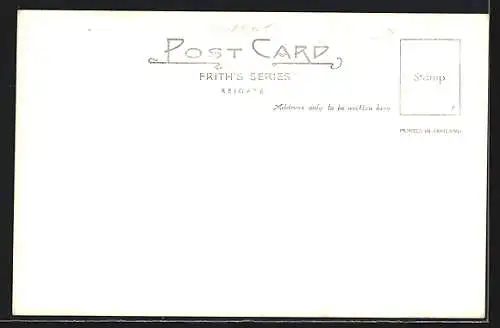 POST CARD
FRITH'S SERIES
REIGATE
Stamp
Address only to be written here
PRINTED IN ENGLAND